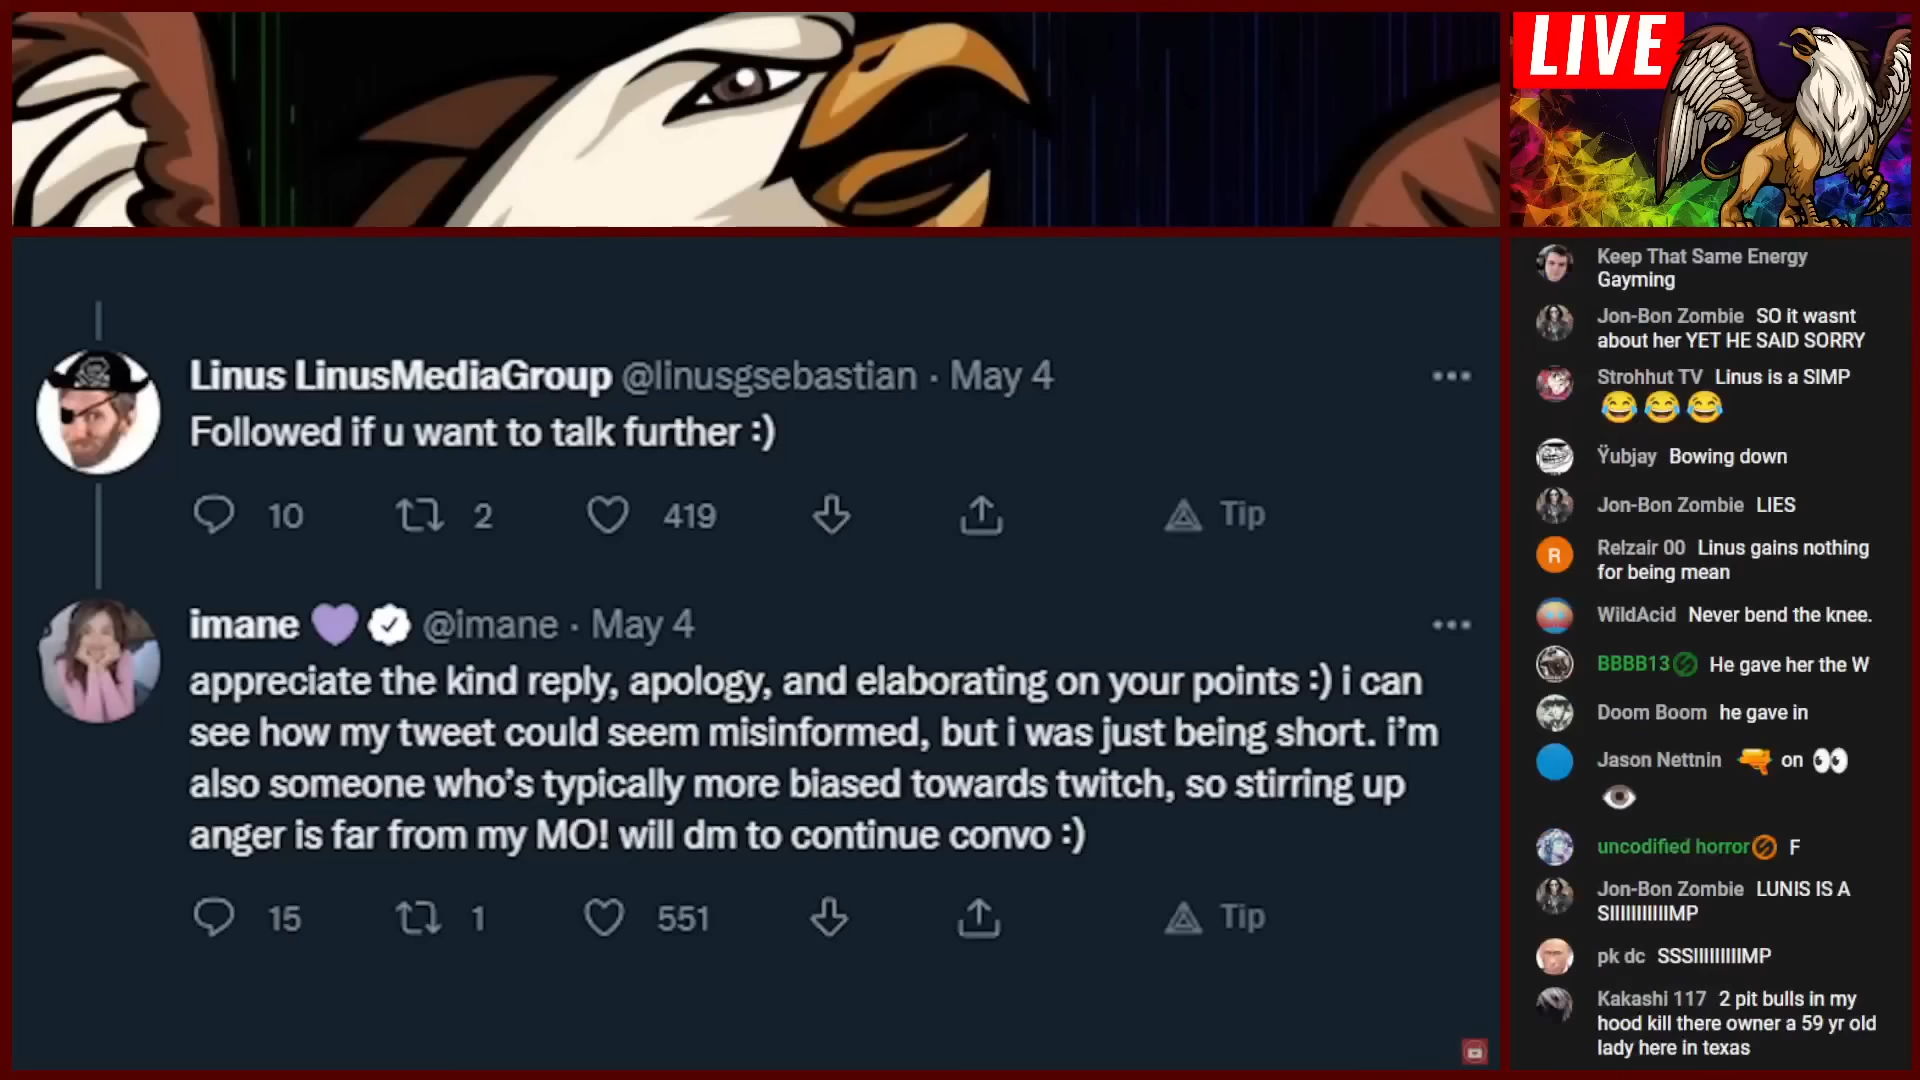 LIVE
Linus LinusMediaGroup @linusgsebastian · May 4
Followed if u want to talk further :)
10 2 419 Tip
imane 💜 @imane · May 4
appreciate the kind reply, apology, and elaborating on your points :) i can
see how my tweet could seem misinformed, but i was just being short. i’m
also someone who’s typically more biased towards twitch, so stirring up
anger is far from my MO! will dm to continue convo :)
15 1 551 Tip
Keep That Same Energy
Gayming
Jon-Bon Zombie SO it wasnt
about her YET HE SAID SORRY
Strohhut TV Linus is a SIMP
😂😂😂
Ÿubjay Bowing down
Jon-Bon Zombie LIES
R
Relzair 00 Linus gains nothing
for being mean
WildAcid Never bend the knee.
BBBB13 He gave her the W
Doom Boom he gave in
Jason Nettnin 🔫 on 👀
👁
uncodified horror F
Jon-Bon Zombie LUNIS IS A
SIIIIIIIIIIIMP
pk dc SSSIIIIIIIIIMP
Kakashi 117 2 pit bulls in my
hood kill there owner a 59 yr old
lady here in texas